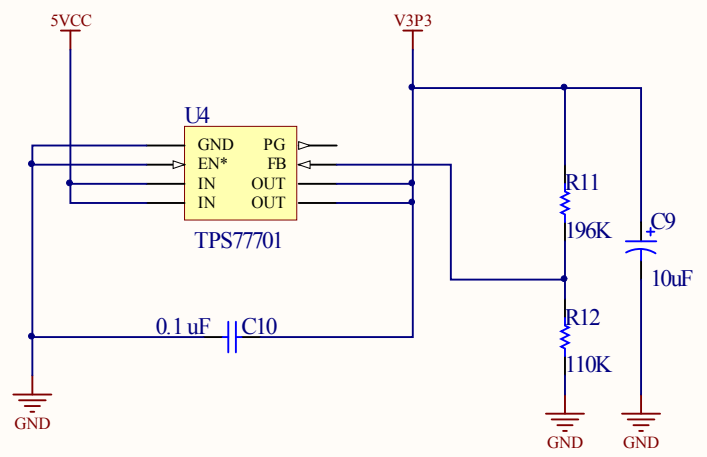 5VCC
V3P3
U4
GND PG
EN* FB
IN OUT
IN OUT
TPS77701
R11
196K
C9
+
10uF
0.1 uF C10
R12
110K
GND
GND
GND